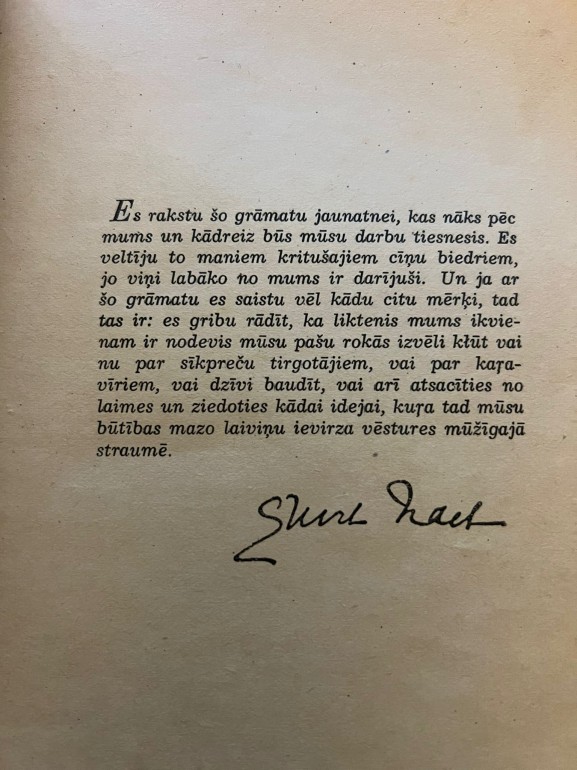 Es rakstu šo grāmatu jaunatnei, kas nāks pēc
mums un kādreiz būs mūsu darbu tiesnesis. Es
veltīju to maniem kritušajiem cīņu biedriem,
jo viņi labāko no mums ir darījuši. Un ja ar
šo grāmatu es saistu vēl kādu citu mērķi, tad
tas ir: es gribu rādīt, ka liktenis mums ikvie-
nam ir nodevis mūsu pašu rokās izvēli kļūt vai
nu par sīkpreču tirgotājiem, vai par kaŗa-
vīriem, vai dzīvi baudīt, vai arī atsacīties no
laimes un ziedoties kādai idejai, kuŗa tad mūsu
būtības mazo laiviņu ievirza vēstures mūžīgajā
straumē.